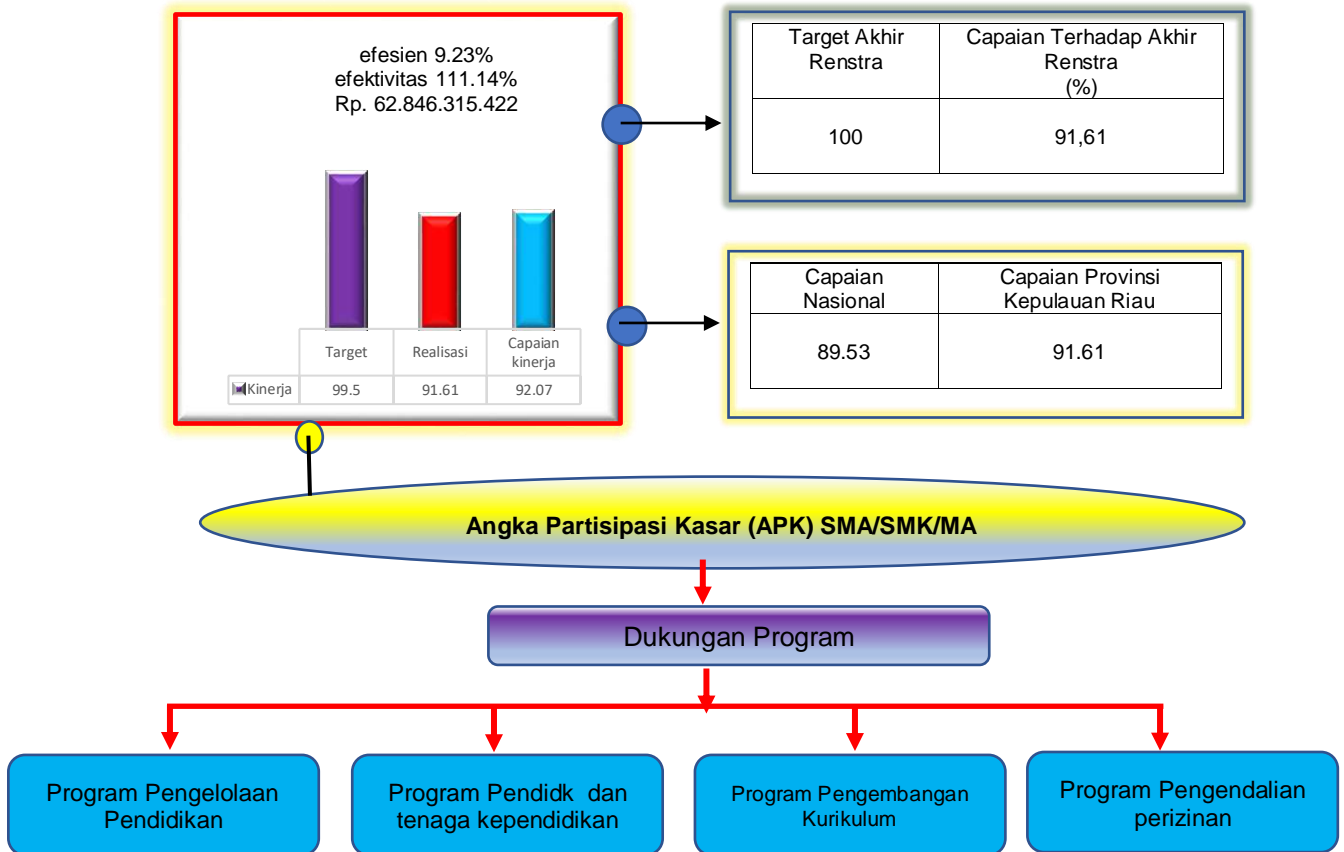 efesien 9.23%
efektivitas 111.14%
Rp. 62.846.315.422
Target Realisasi Capaian
kinerja
Kinerja 99.5 91.61 92.07
Target Akhir
Renstra
Capaian Terhadap Akhir
Renstra
(%)
100 91,61
Capaian
Nasional
Capaian Provinsi
Kepulauan Riau
89.53 91.61
Angka Partisipasi Kasar (APK) SMA/SMK/MA
Dukungan Program
Program Pengelolaan
Pendidikan
Program Pendidk dan
tenaga kependidikan
Program Pengembangan
Kurikulum
Program Pengendalian
perizinan